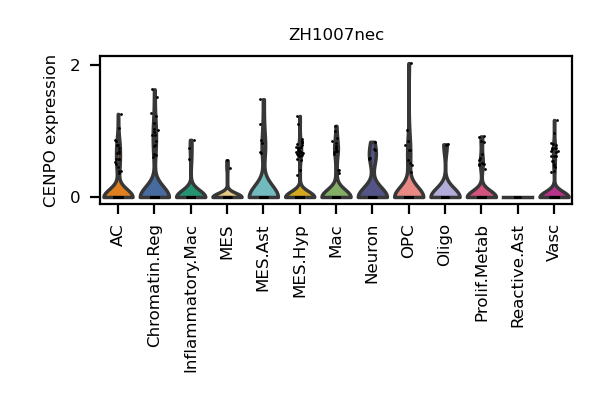 ZH1007nec
CENPO expression
2
0
AC
Chromatin.Reg
Inflammatory.Mac
MES
MES.Ast
MES.Hyp
Mac
Neuron
OPC
Oligo
Prolif.Metab
Reactive.Ast
Vasc